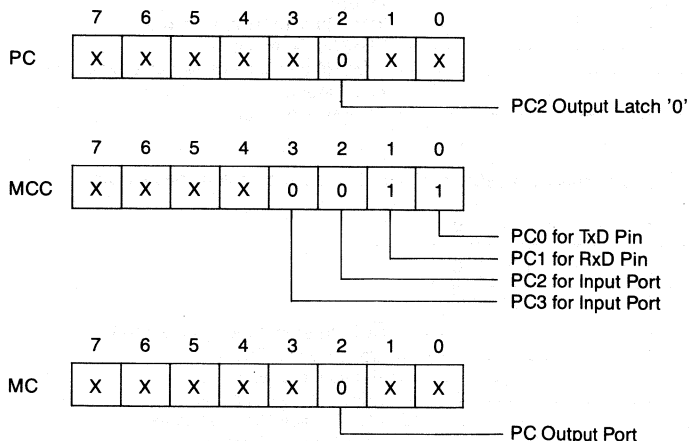 7 6 5 4 3 2 1 0
PC X X X X X 0 X X
PC2 Output Latch '0'
7 6 5 4 3 2 1 0
MCC X X X X 0 0 1 1
PC0 for TxD Pin
PC1 for RxD Pin
PC2 for Input Port
PC3 for Input Port
7 6 5 4 3 2 1 0
MC X X X X X 0 X X
PC Output Port